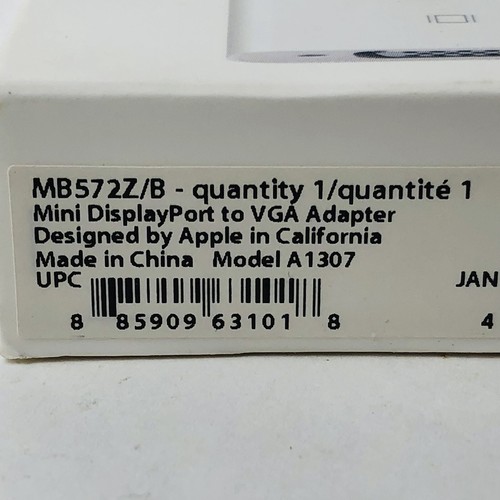 MB572Z/B - quantity 1/quantité 1
Mini DisplayPort to VGA Adapter
Designed by Apple in California
Made in China Model A1307
UPC JAN
8 85909 63101 8 4